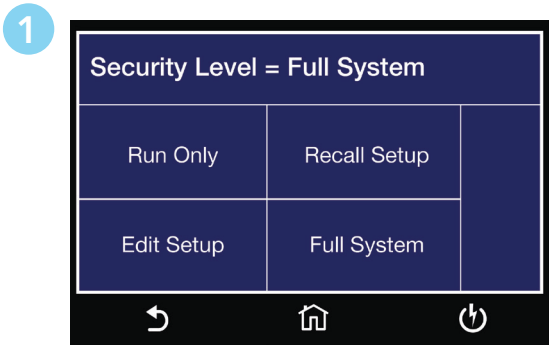 1
Security Level = Full System
Run Only
Recall Setup
Edit Setup
Full System